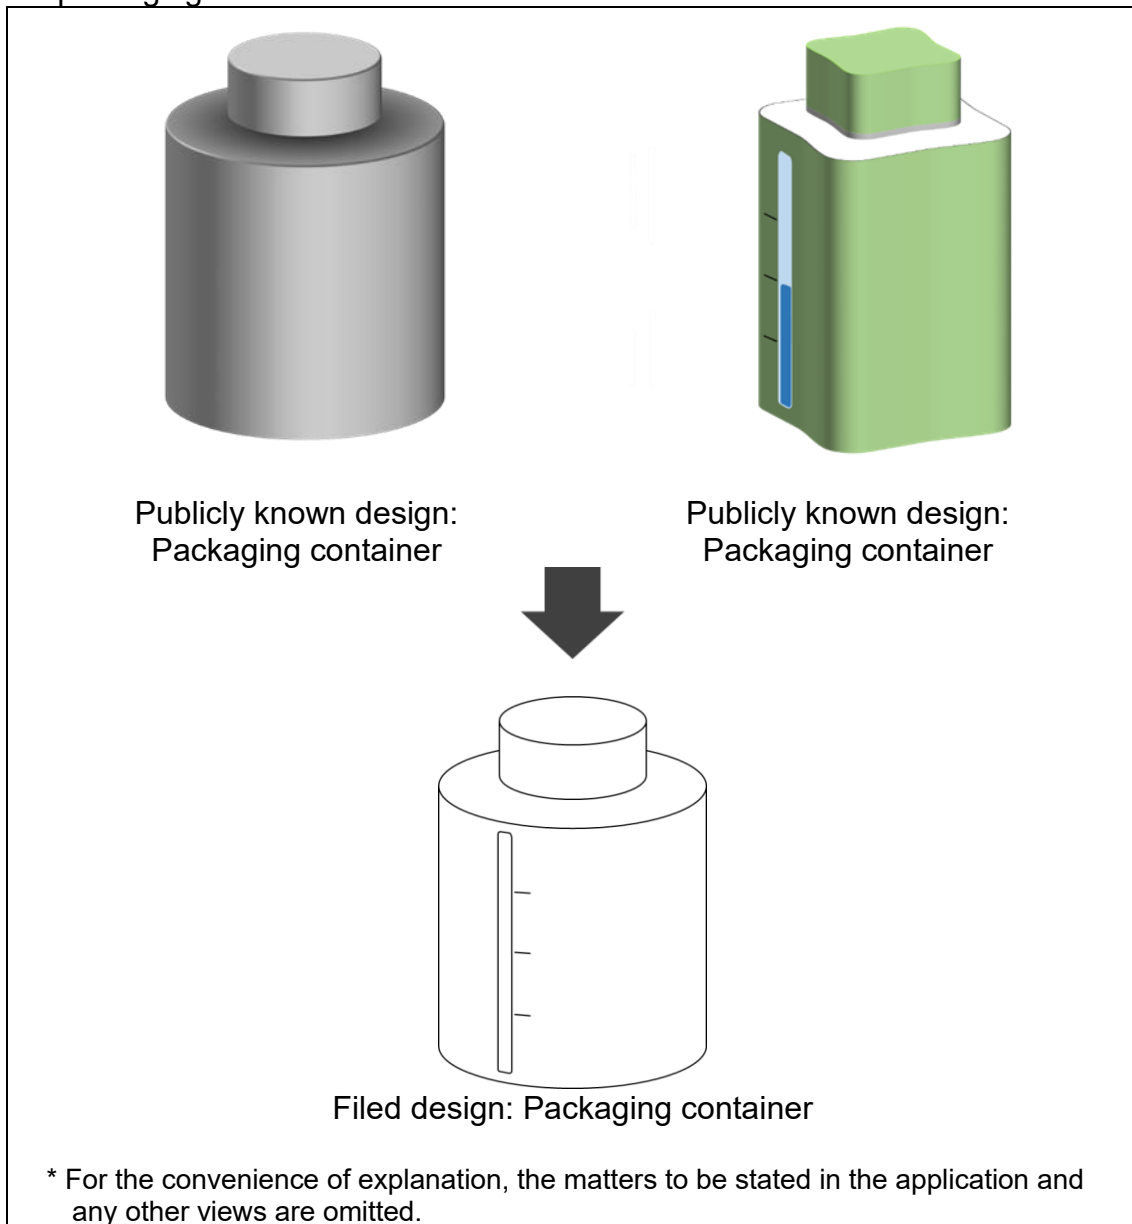 Publicly known design:
Packaging container
Publicly known design:
Packaging container
Filed design: Packaging container
* For the convenience of explanation, the matters to be stated in the application and
any other views are omitted.